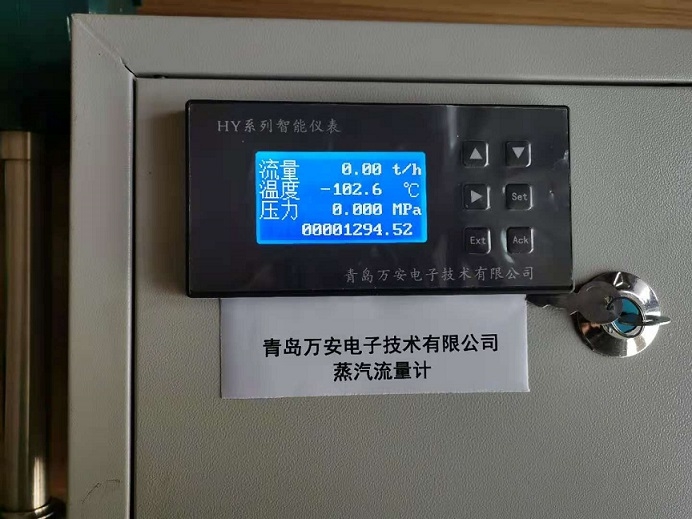 HY系列智能仪表
流量 0.00 t/h
温度 -102.6 ℃
压力 0.000 MPa
00001294.52
Set
Ext Ack
青岛万安电子技术有限公司
青岛万安电子技术有限公司
蒸汽流量计